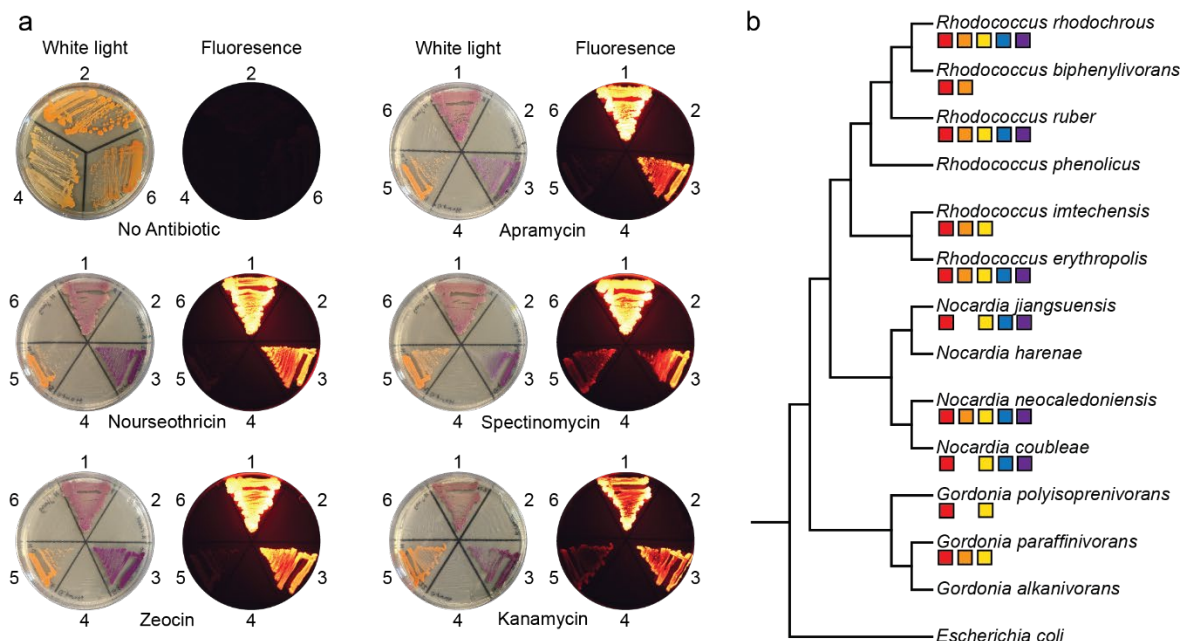 a
White light Fluoresence
2 2
4 6 4 6
No Antibiotic
White light Fluoresence
1 1
6 2 6 2
5 3 5 3
4 4
Apramycin
1 1
6 2 6 2
5 3 5 3
4 4
Nourseothricin
1 1
6 2 6 2
5 3 5 3
4 4
Spectinomycin
1 1
6 2 6 2
5 3 5 3
4 4
Zeocin
1 1
6 2 6 2
5 3 5 3
4 4
Kanamycin
b
Rhodococcus rhodochrous
Rhodococcus biphenylivorans
Rhodococcus ruber
Rhodococcus phenolicus
Rhodococcus imtechensis
Rhodococcus erythropolis
Nocardia jiangsuensis
Nocardia harenae
Nocardia neocaledoniensis
Nocardia coubleae
Gordonia polyisoprenivorans
Gordonia paraffinivorans
Gordonia alkanivorans
Escherichia coli